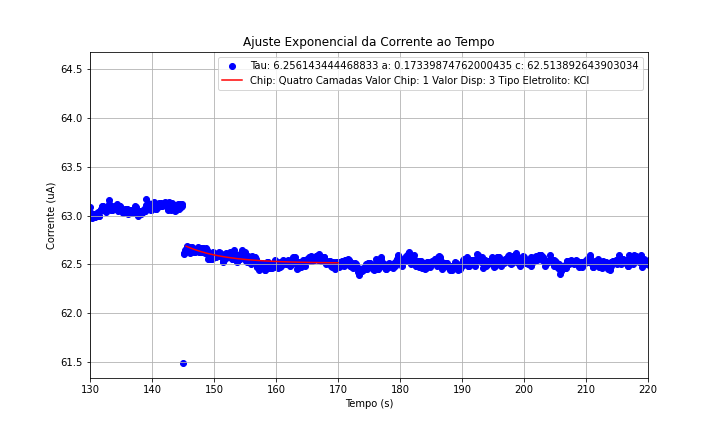 Ajuste Exponencial da Corrente ao Tempo
Tau: 6.256143444468833 a: 0.17339874762000435 c: 62.513892643903034
Chip: Quatro Camadas Valor Chip: 1 Valor Disp: 3 Tipo Eletrolito: KCl
Corrente (uA)
64.5
64.0
63.5
63.0
62.5
62.0
61.5
130 140 150 160 170 180 190 200 210 220
Tempo (s)